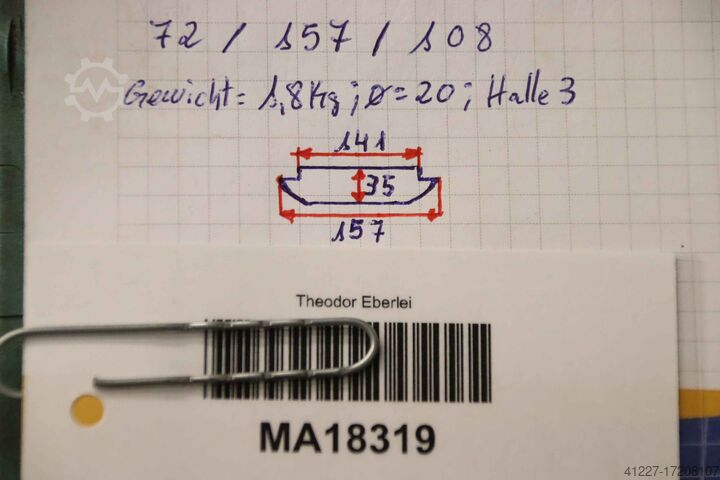 72 / 157 / 108
Gewicht = 1,8 Kg ; ø = 20 ; Halle 3
141
35
157
Theodor Eberlei
MA18319
41227-17208107